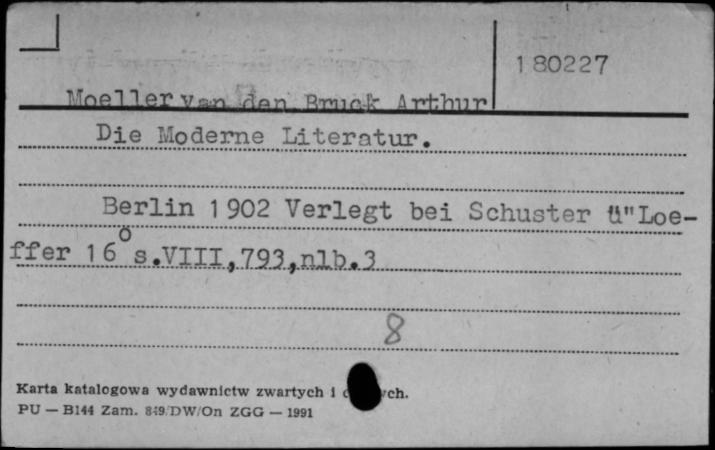 180227
Moeller van den Bruck Arthur
Die Moderne Literatur.
Berlin 1902 Verlegt bei Schuster ü" Loe-
ffer 16° s.VIII,793,nlb.3
8
Karta katalogowa wydawnictw zwartych i
PU — B144 Zam. 849/DW/On ZGG — 1991